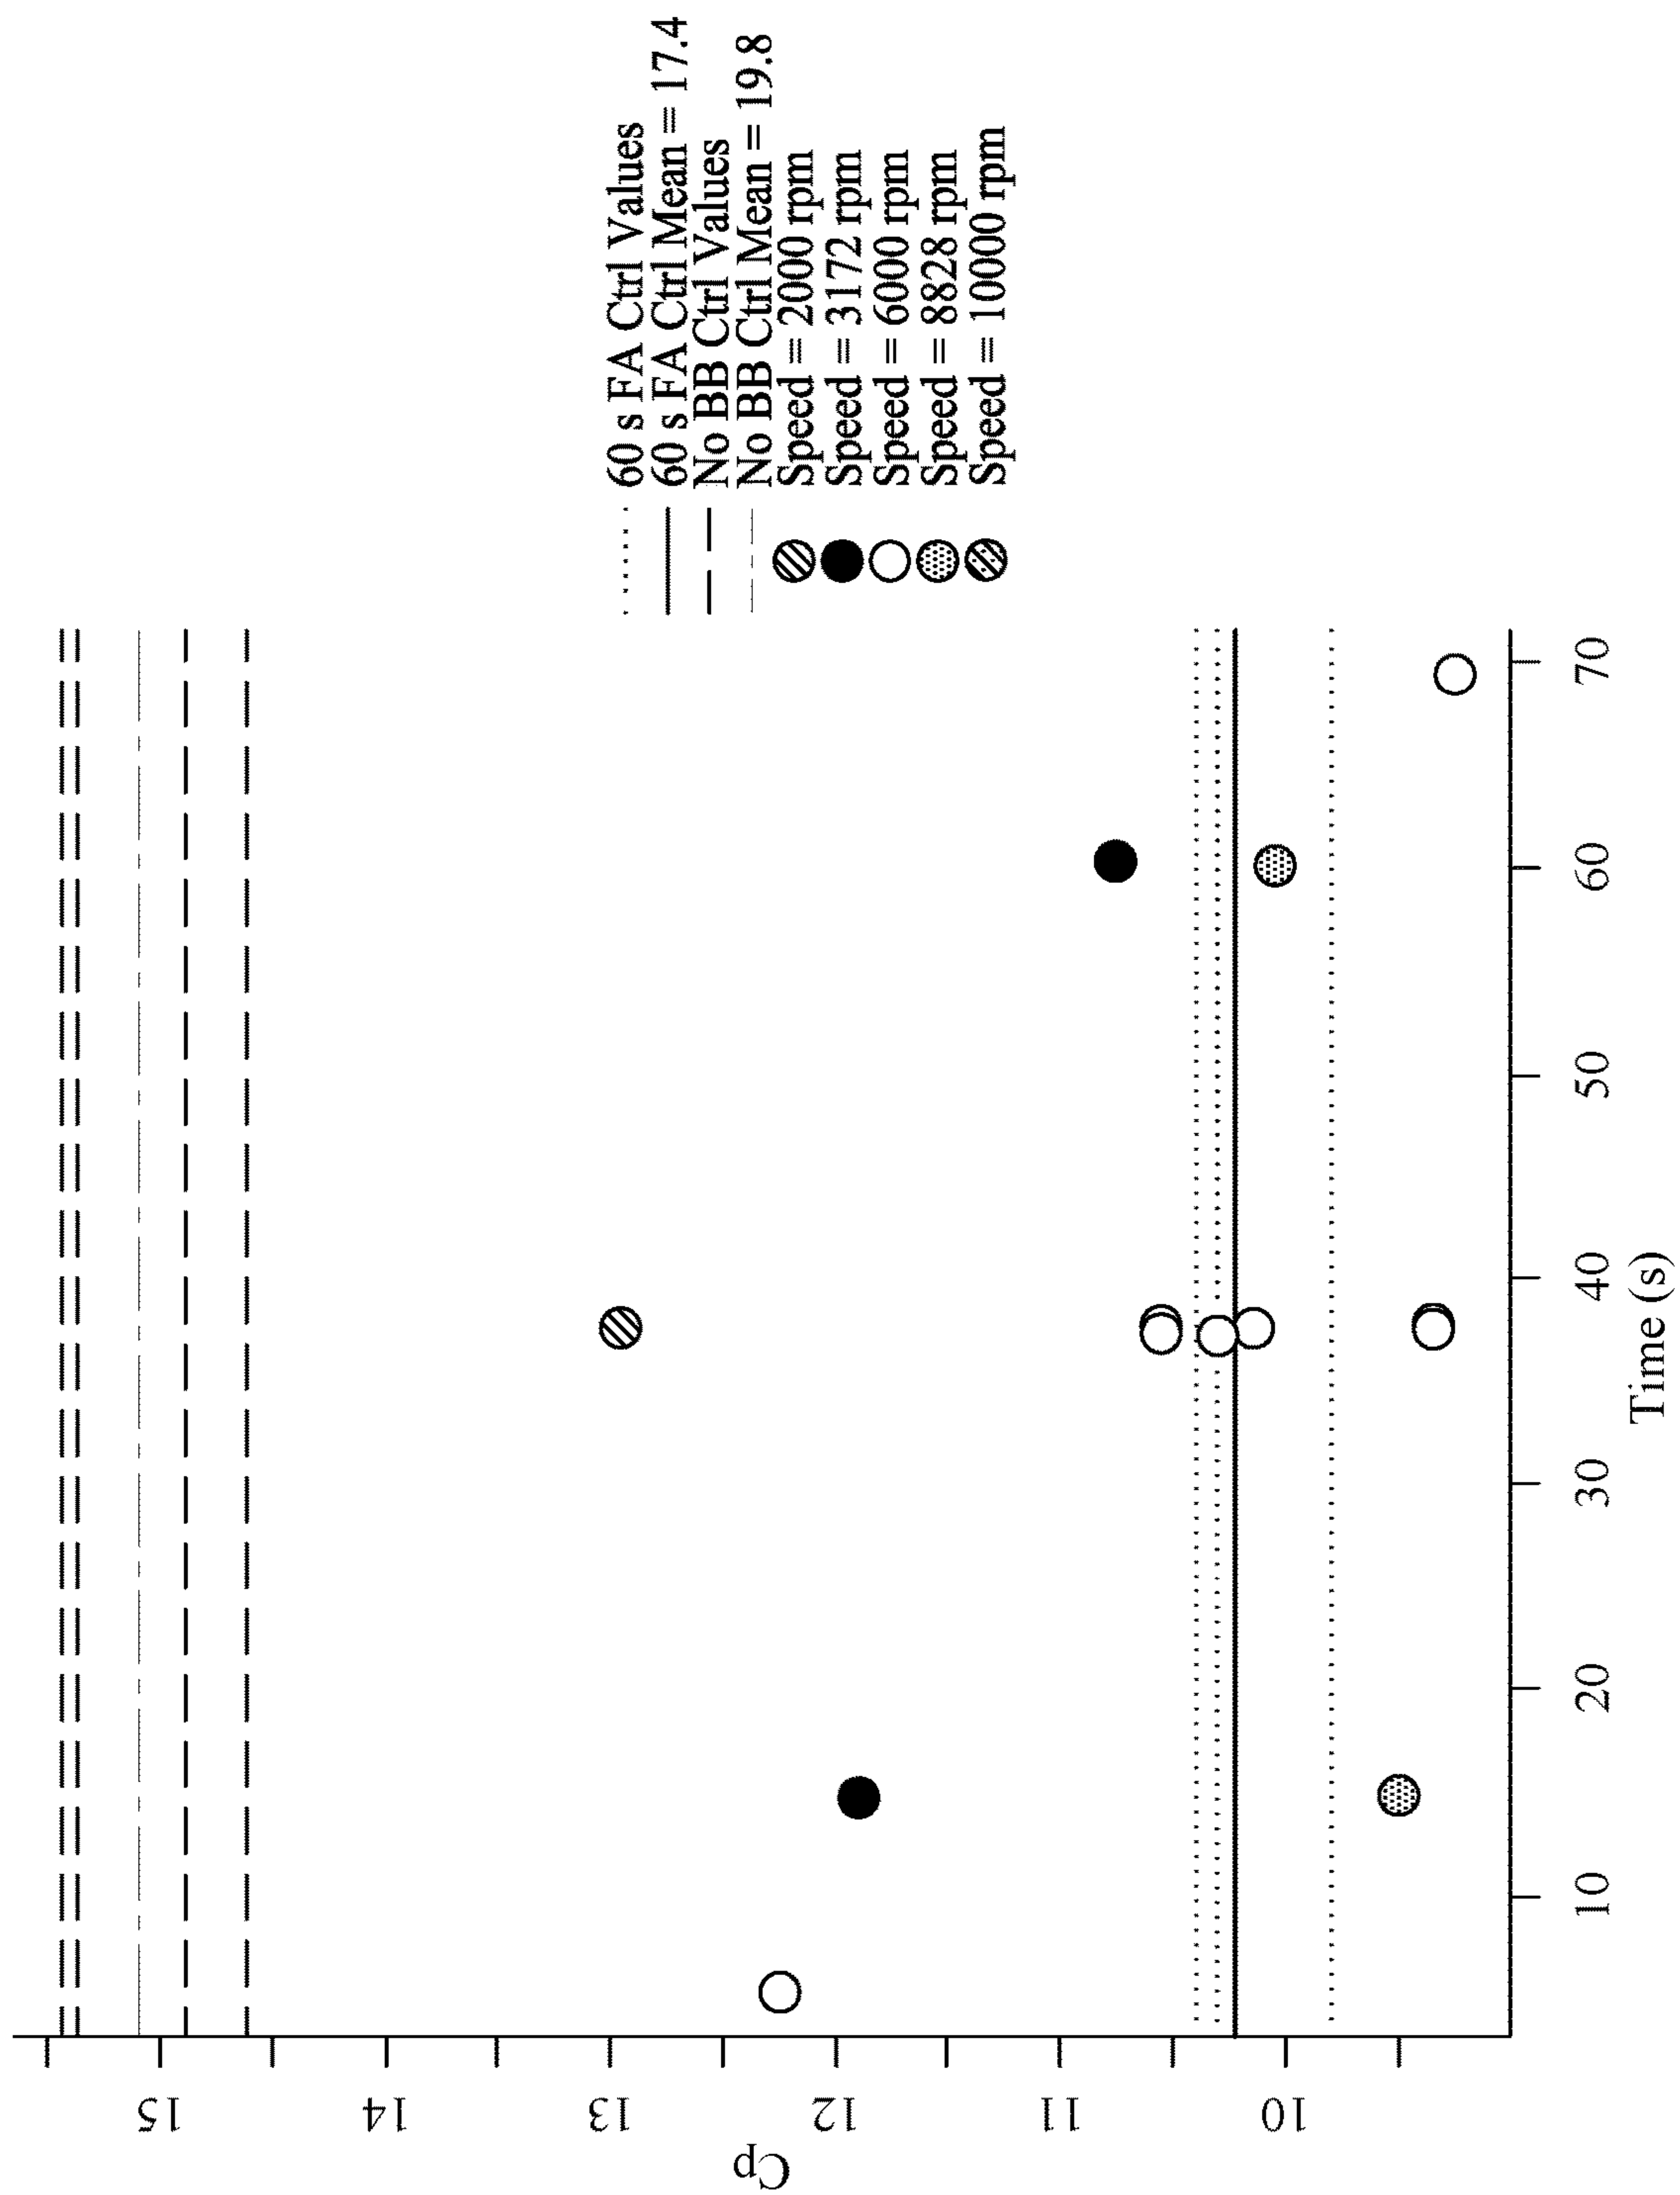 60 s FA Ctrl Values
60 s FA Ctrl Mean = 17.4
No BB Ctrl Values
No BB Ctrl Mean = 19.8
Speed = 2000 rpm
Speed = 3172 rpm
Speed = 6000 rpm
Speed = 8828 rpm
Speed = 10000 rpm
Cp
15
14
13
12
11
10
10
20
30
40
50
60
70
Time (s)